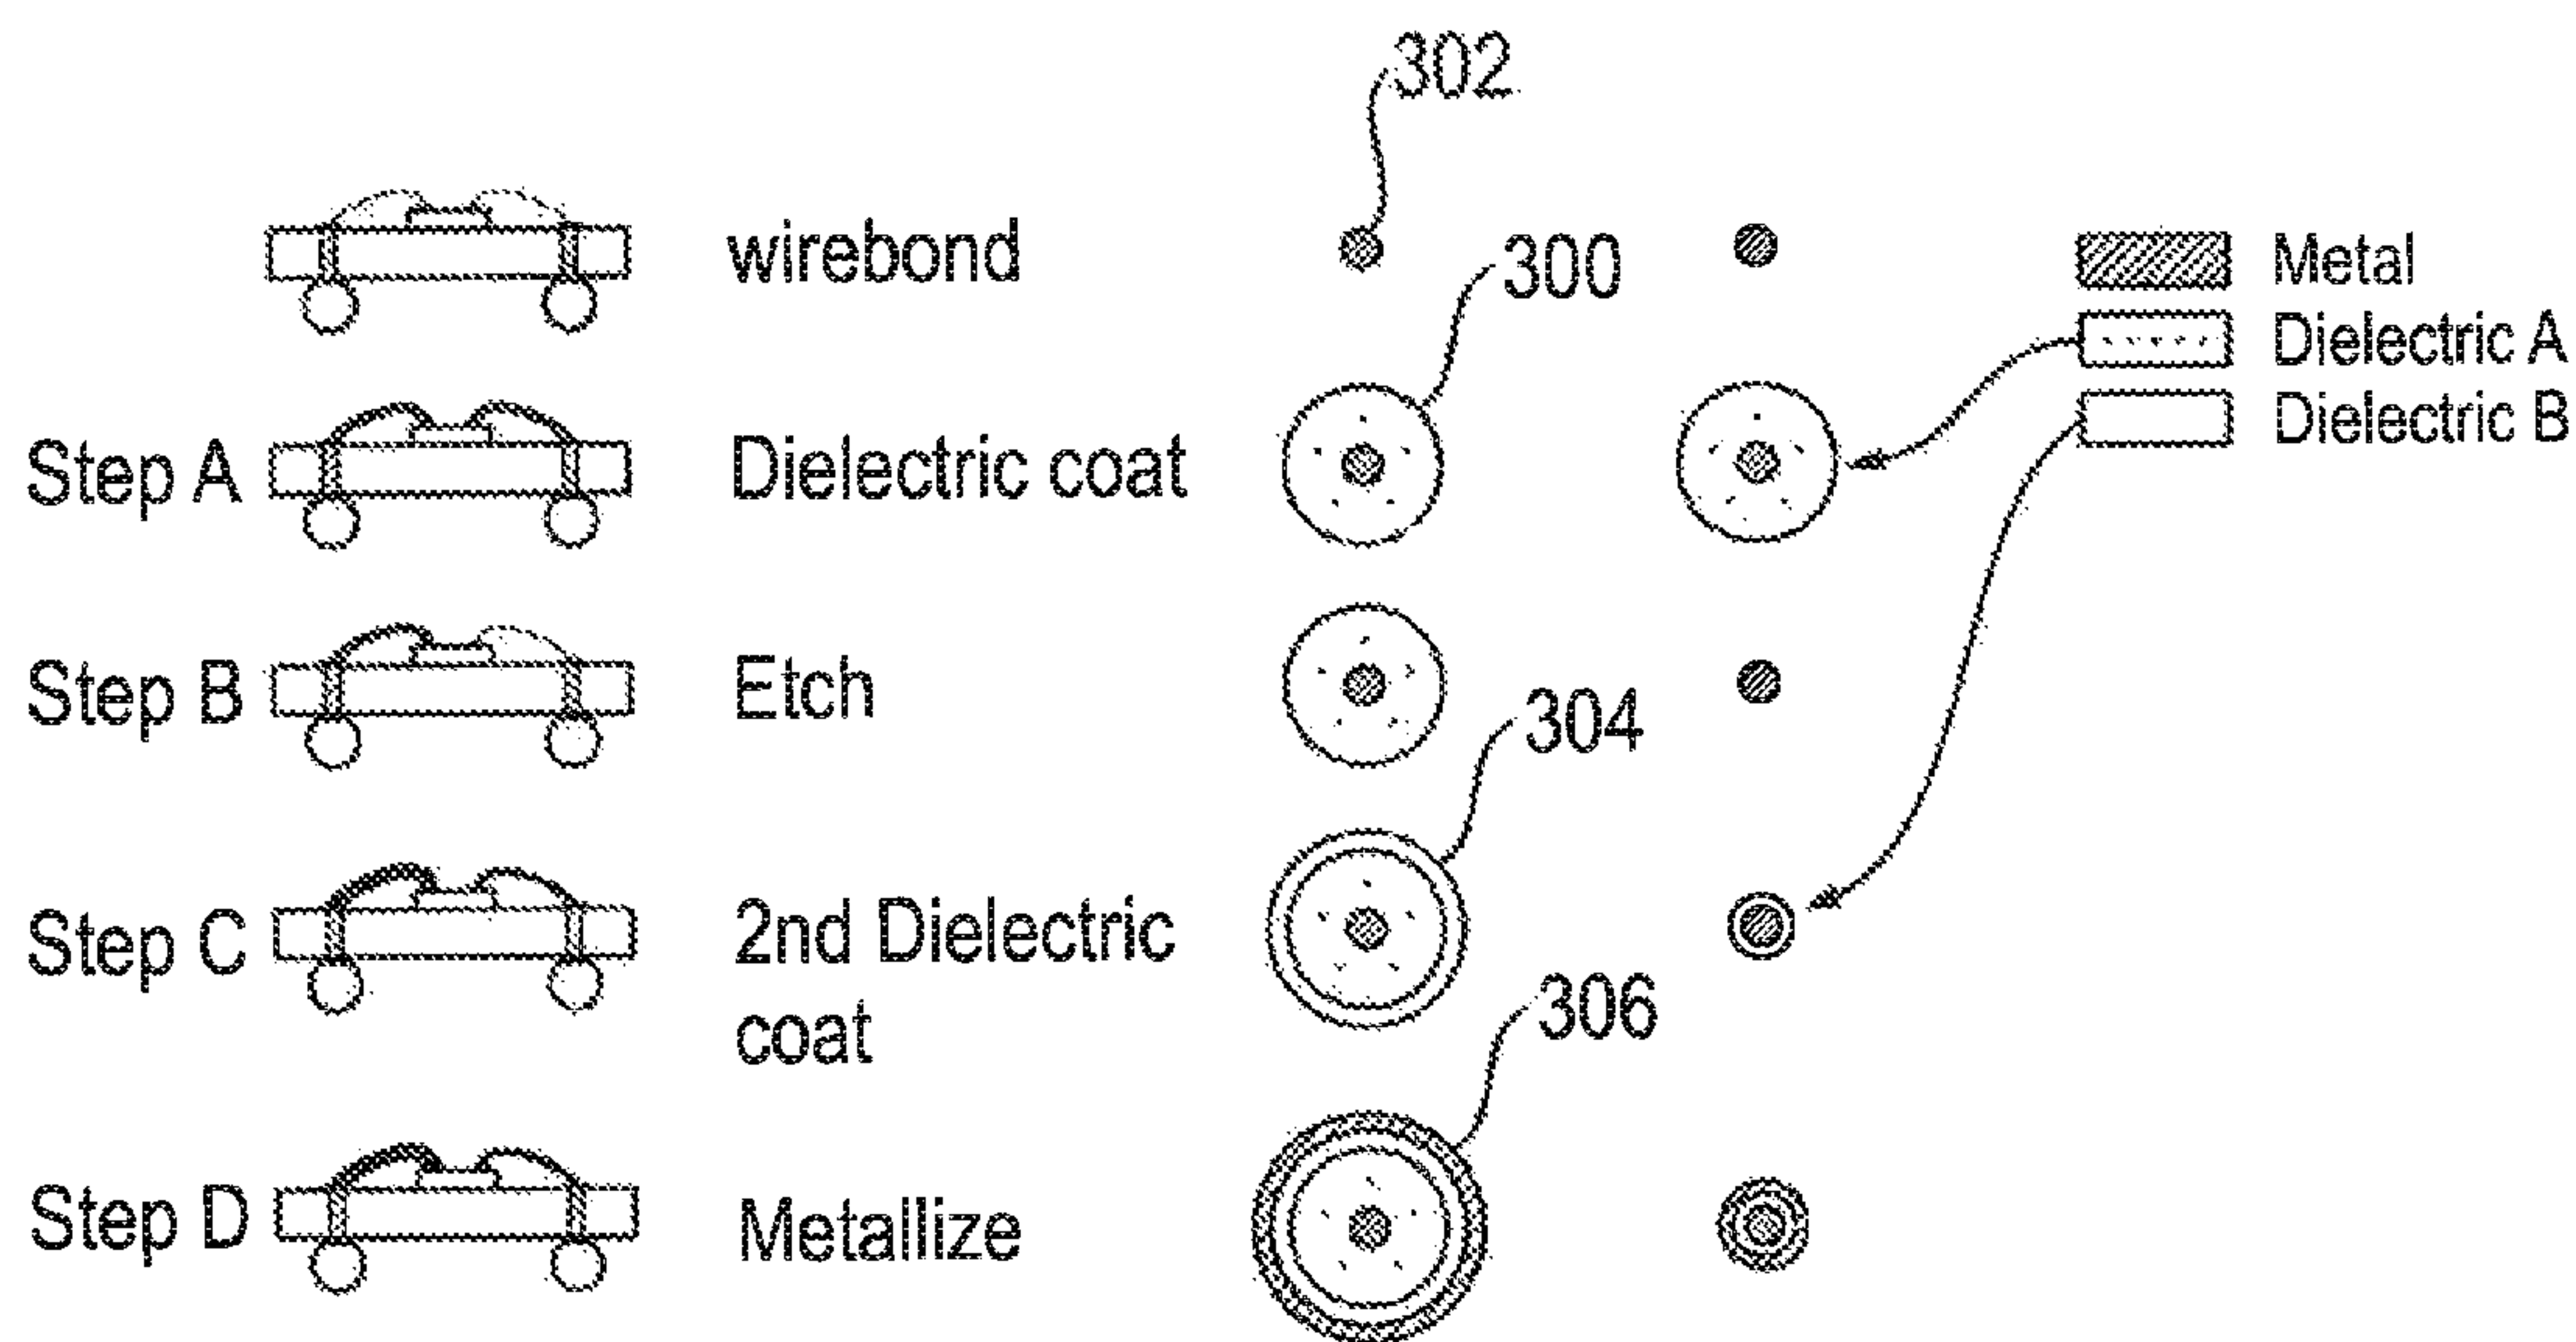 302
wirebond
300
Metal
Dielectric A
Dielectric B
Step A
Dielectric coat
Step B
Etch
304
Step C
2nd Dielectric
coat
306
Step D
Metallize